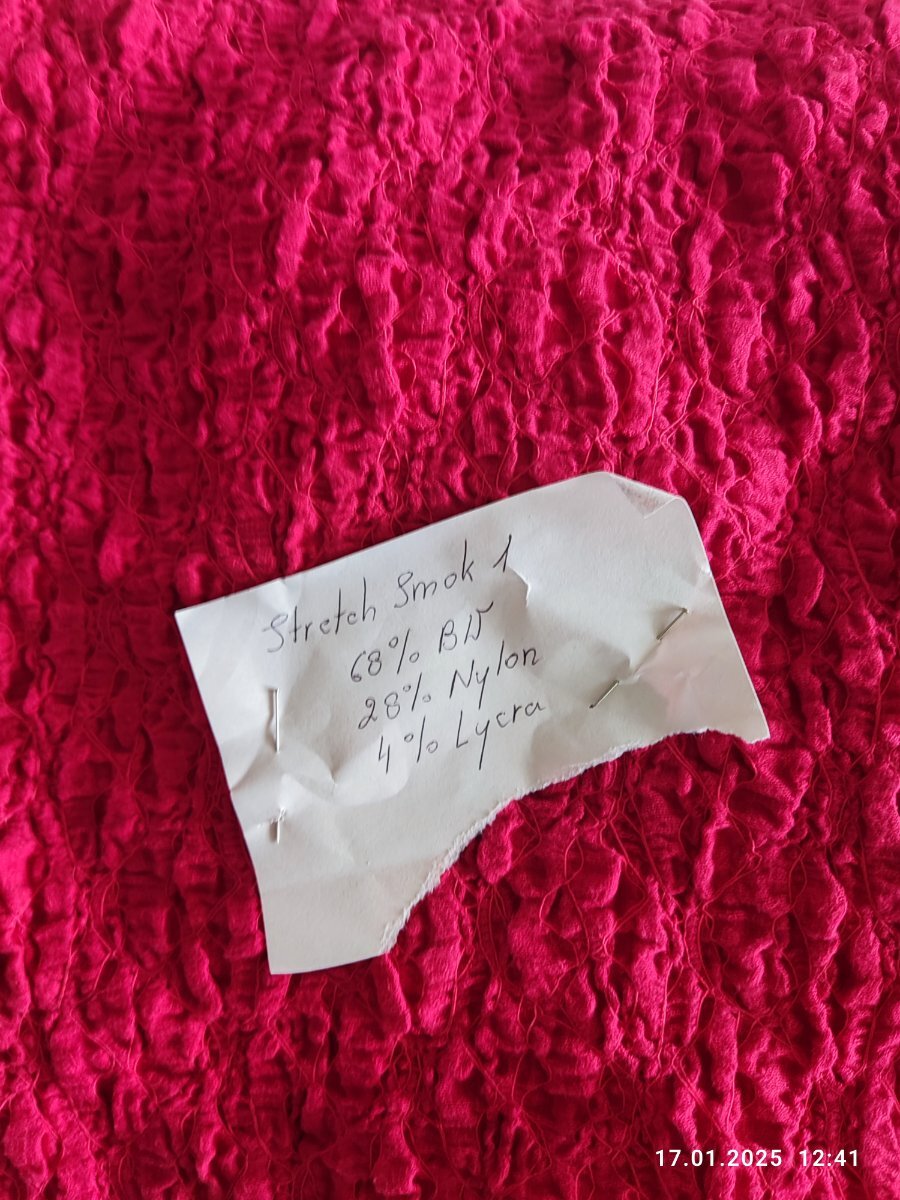 Stretch Smok 1
68% BW
28% Nylon
4% Lycra
17.01.2025 12:41